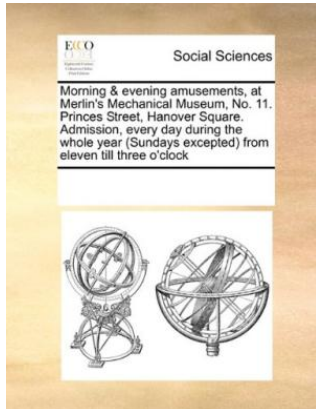 ECCO
Social Sciences
Morning & evening amusements, at
Merlin's Mechanical Museum, No. 11.
Princes Street, Hanover Square.
Admission, every day during the
whole year (Sundays excepted) from
eleven till three o'clock